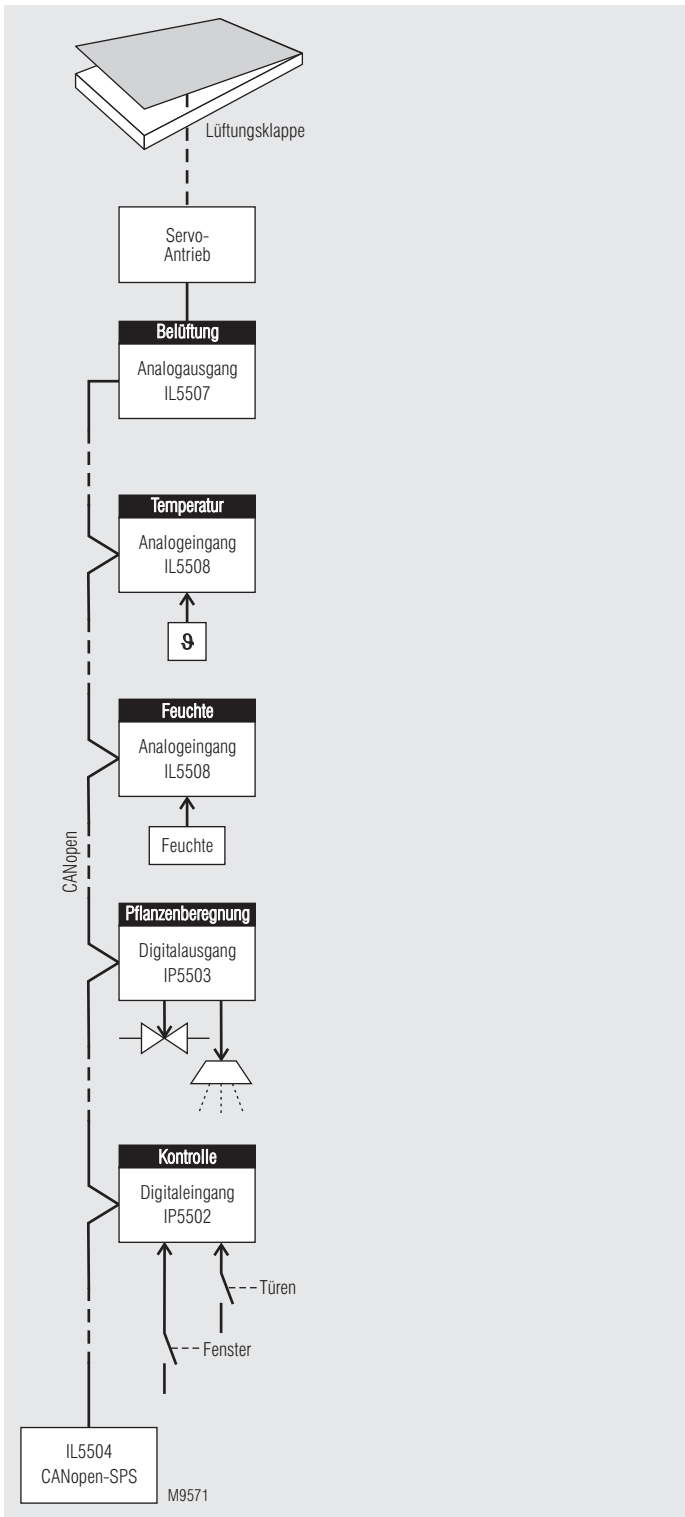 Lüftungsklappe
Servo-
Antrieb
Belüftung
Analogausgang
IL5507
Temperatur
Analogeingang
IL5508
ϑ
Feuchte
Analogeingang
IL5508
Feuchte
CANopen
Pflanzenberegnung
Digitalausgang
IP5503
Kontrolle
Digitaleingang
IP5502
Türen
Fenster
IL5504
CANopen-SPS
M9571